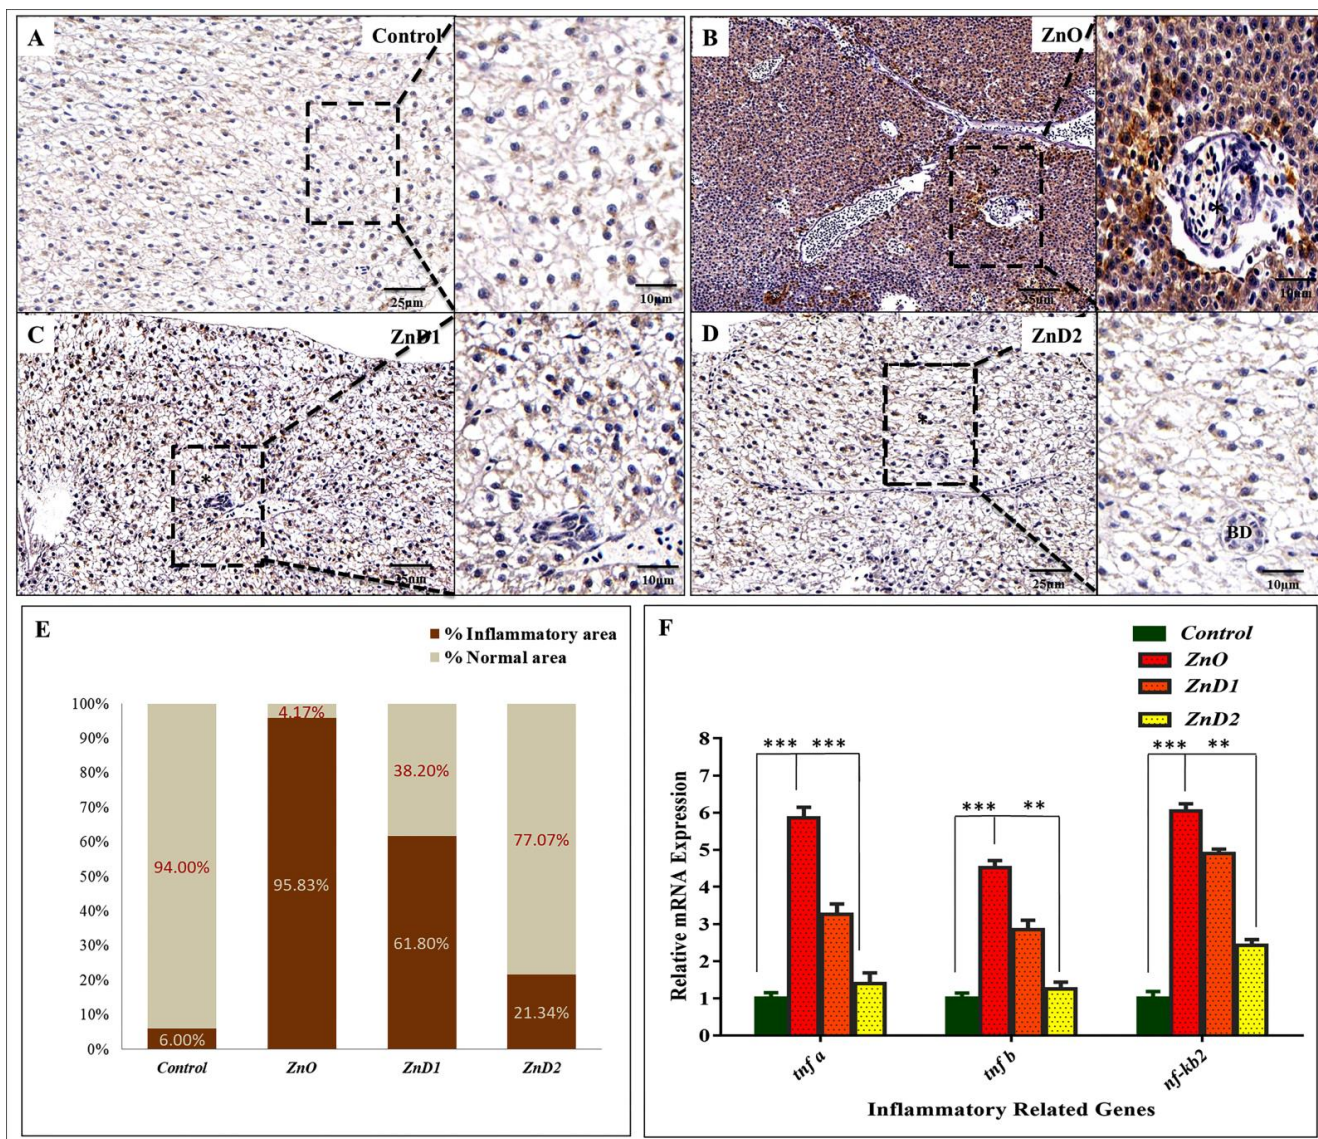 A
Control
25µm
10µm
B
ZnO
*
25µm
10µm
C
ZnD1
*
25µm
10µm
D
ZnD2
*
25µm
BD
10µm
E
% Inflammatory area
% Normal area
100%
90%
80%
70%
60%
50%
40%
30%
20%
10%
0%
94.00%
6.00%
4.17%
95.83%
38.20%
61.80%
77.07%
21.34%
Control ZnO ZnD1 ZnD2
F
Control
ZnO
ZnD1
ZnD2
Relative mRNA Expression
8
7
6
5
4
3
2
1
0
*** ***
*** **
*** **
tnf a tnf b nf-kb2
Inflammatory Related Genes